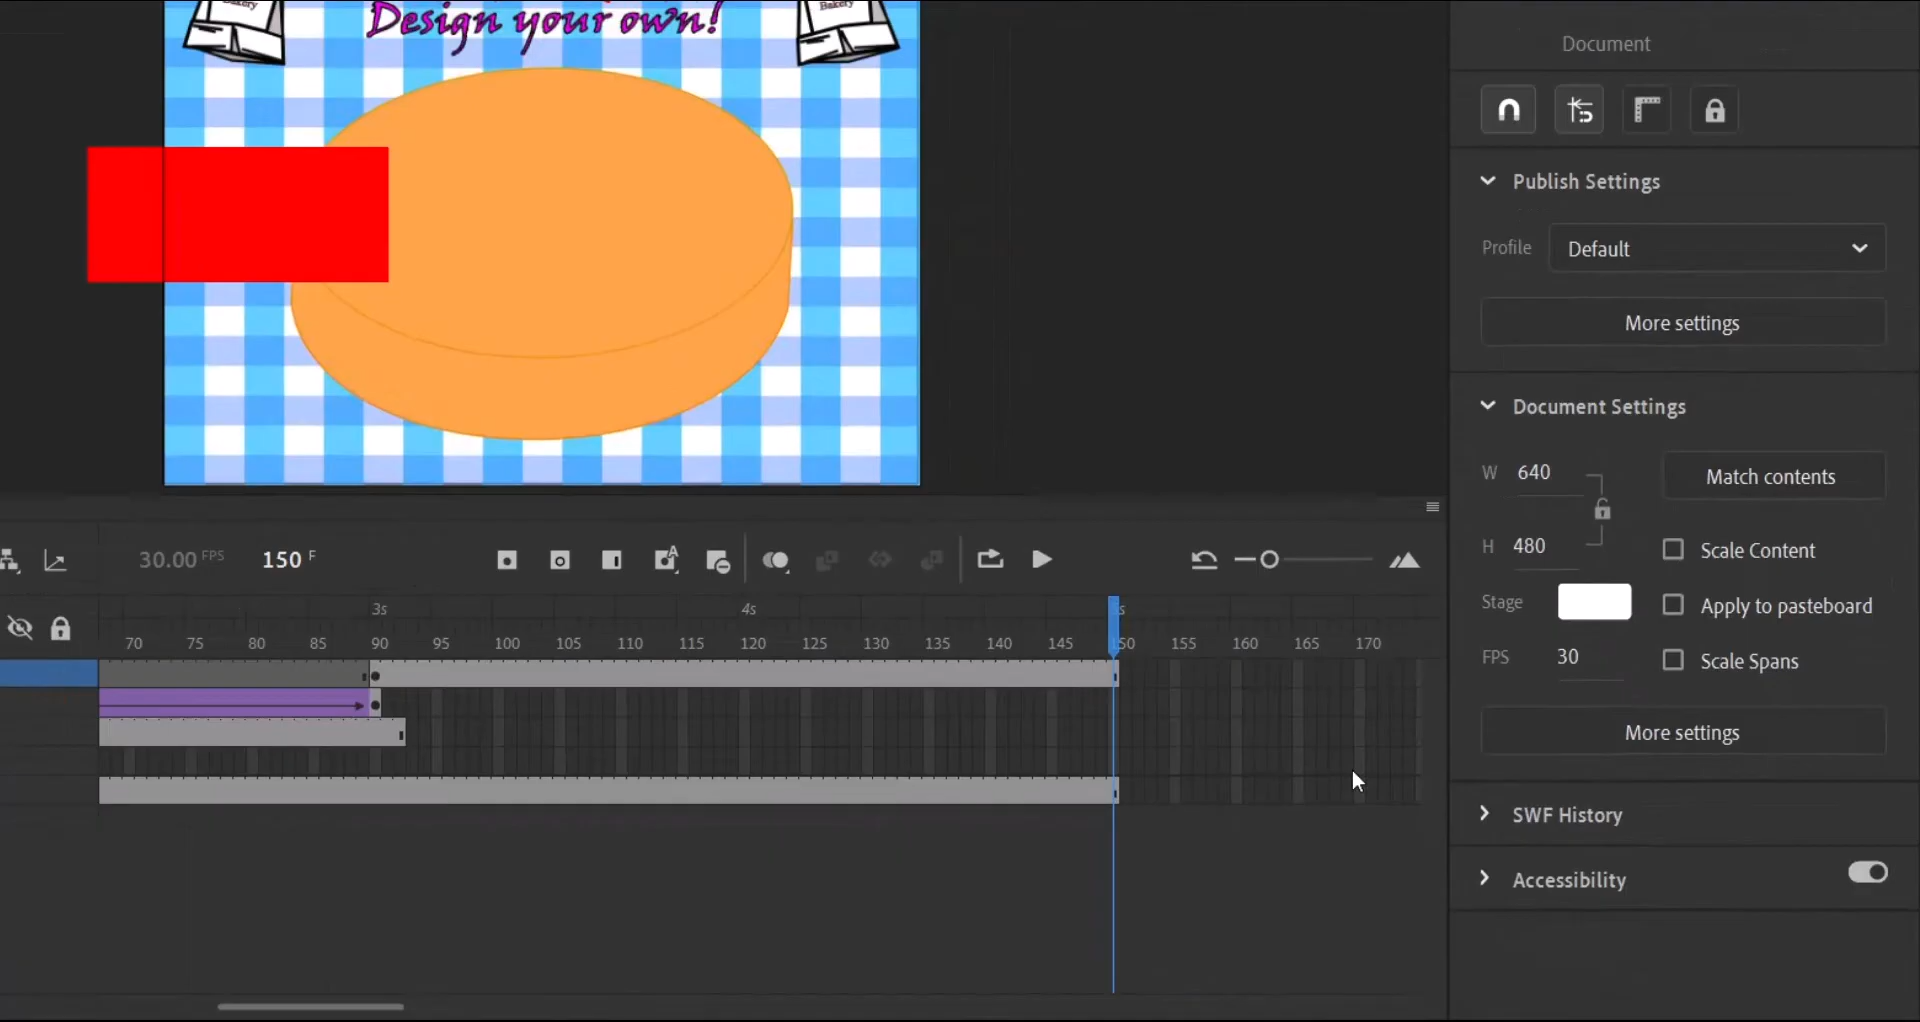 Bakery
Design your own!
Bakery
Document
Publish Settings
Profile
Default
More settings
Document Settings
W 640
Match contents
H 480
Scale Content
Stage
Apply to pasteboard
FPS 30
Scale Spans
More settings
SWF History
Accessibility
30.00 FPS
150 F
3s
4s
s
70 75 80 85 90 95 100 105 110 115 120 125 130 135 140 145 150 155 160 165 170